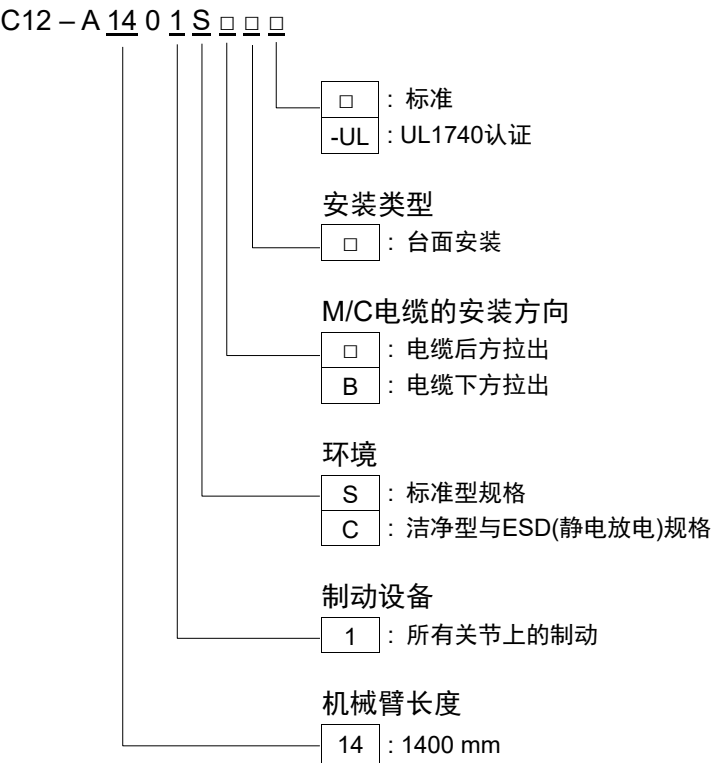 C12 – A 14 0 1 S □ □ □
□ : 标准
-UL : UL1740认证
安装类型
□ : 台面安装
M/C电缆的安装方向
□ : 电缆后方拉出
B : 电缆下方拉出
环境
S : 标准型规格
C : 洁净型与ESD(静电放电)规格
制动设备
1 : 所有关节上的制动
机械臂长度
14 : 1400 mm